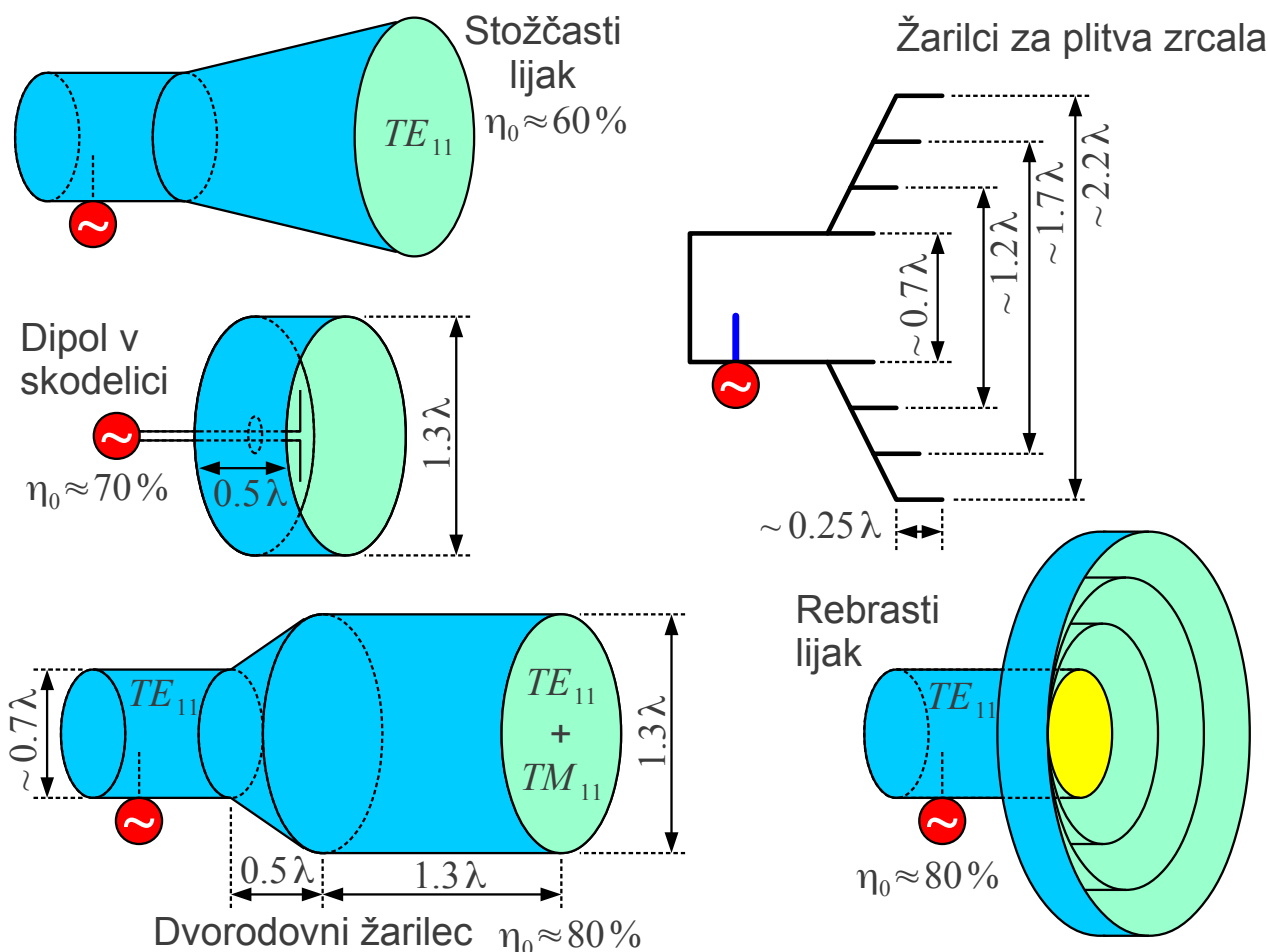 Stožčasti
lijak
η₀≈60%
TE₁₁
~
Žarilci za plitva zrcala
~2.2λ
~1.7λ
~1.2λ
~0.7λ
~
~0.25λ
Dipol v
skodelici
~
η₀≈70%
0.5λ
1.3λ
~0.7λ
TE₁₁
~
TE₁₁
+
TM₁₁
1.3λ
0.5λ
1.3λ
Dvorodovni žarilec η₀≈80%
Rebrasti
lijak
TE₁₁
~
η₀≈80%